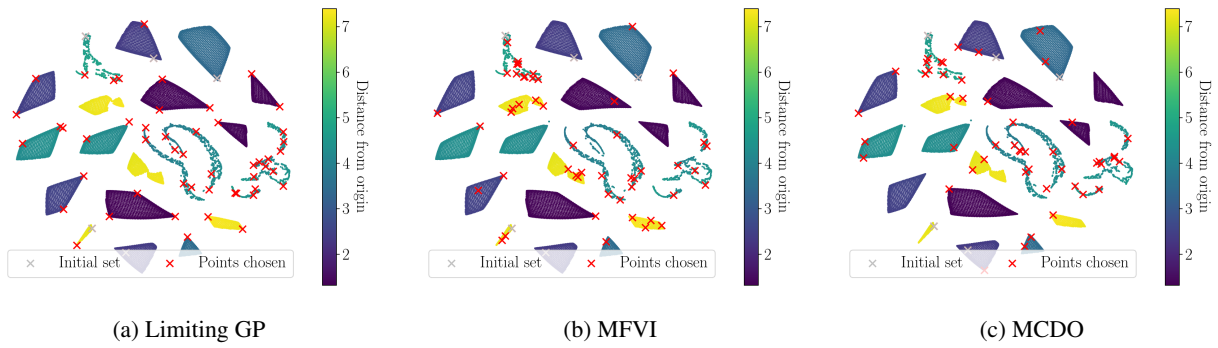 7
6
5
4
3
2
Distance from origin
Initial set
Points chosen
(a) Limiting GP
7
6
5
4
3
2
Distance from origin
Initial set
Points chosen
(b) MFVI
7
6
5
4
3
2
Distance from origin
Initial set
Points chosen
(c) MCDO